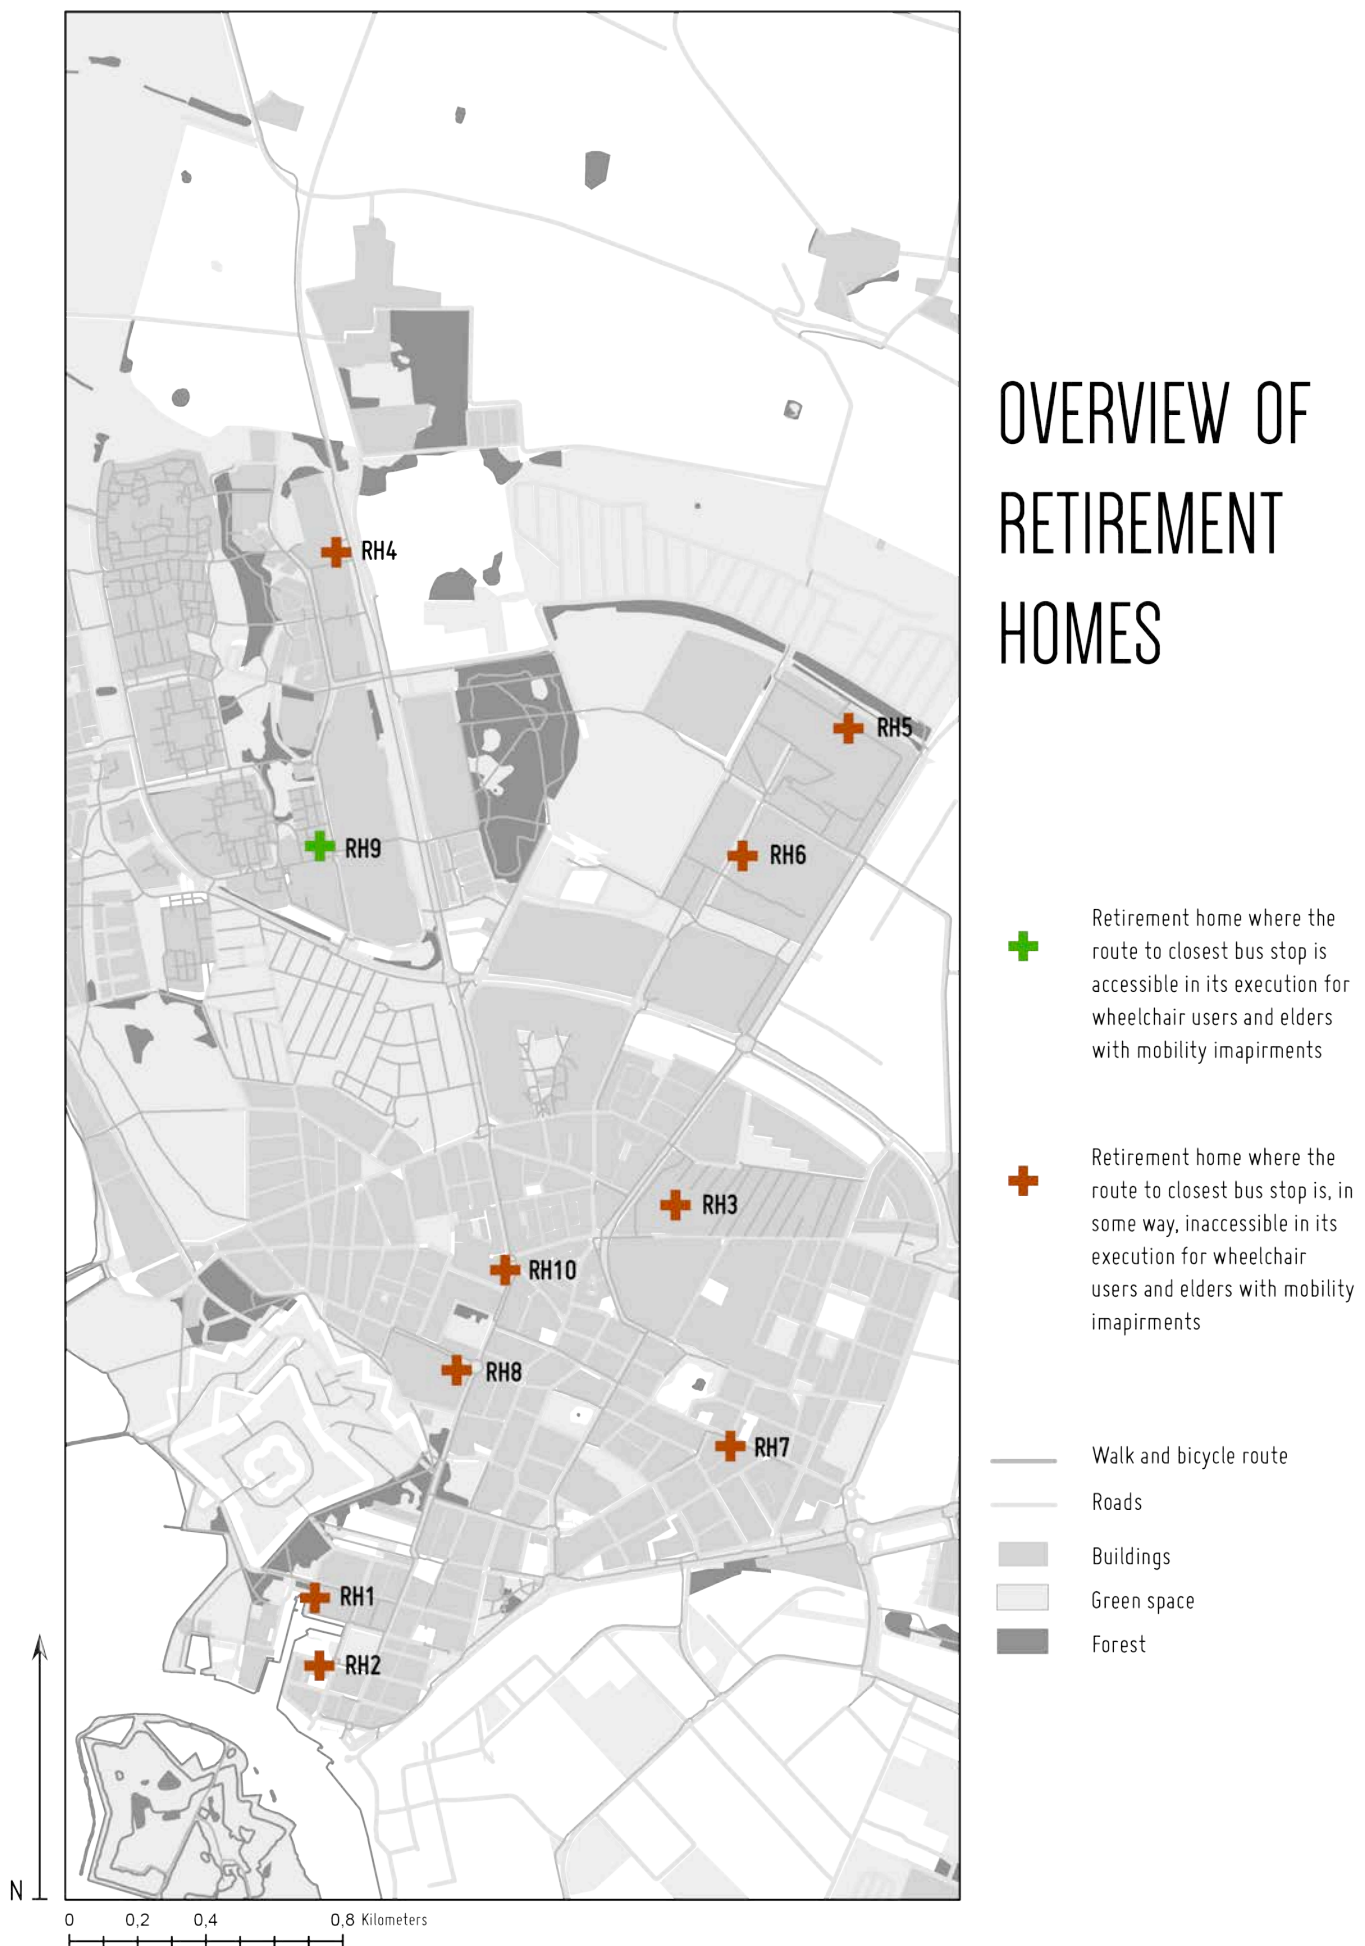 OVERVIEW OF
RETIREMENT
HOMES
RH4
RH5
RH9
RH6
RH3
RH10
RH8
RH7
RH1
RH2
Retirement home where the
route to closest bus stop is
accessible in its execution for
wheelchair users and elders
with mobility imapirments
Retirement home where the
route to closest bus stop is, in
some way, inaccessible in its
execution for wheelchair
users and elders with mobility
imapirments
Walk and bicycle route
Roads
Buildings
Green space
Forest
N
0 0,2 0,4 0,8 Kilometers